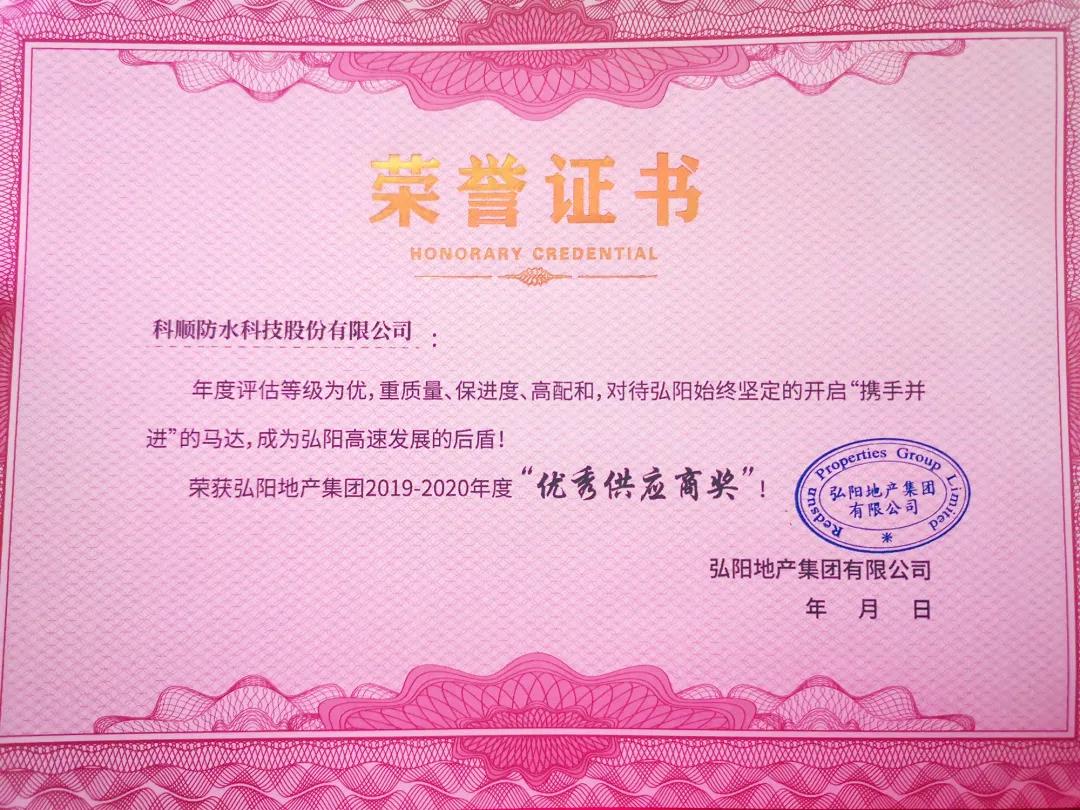 荣誉证书
HONORARY CREDENTIAL
科顺防水科技股份有限公司：
年度评估等级为优，重质量、保进度、高配和，对待弘阳始终坚定的开启“携手并
进”的马达，成为弘阳高速发展的后盾！
荣获弘阳地产集团2019-2020年度“优秀供应商奖”！
Redsun Properties Group Limited
弘阳地产集团
有限公司
弘阳地产集团有限公司
年 月 日